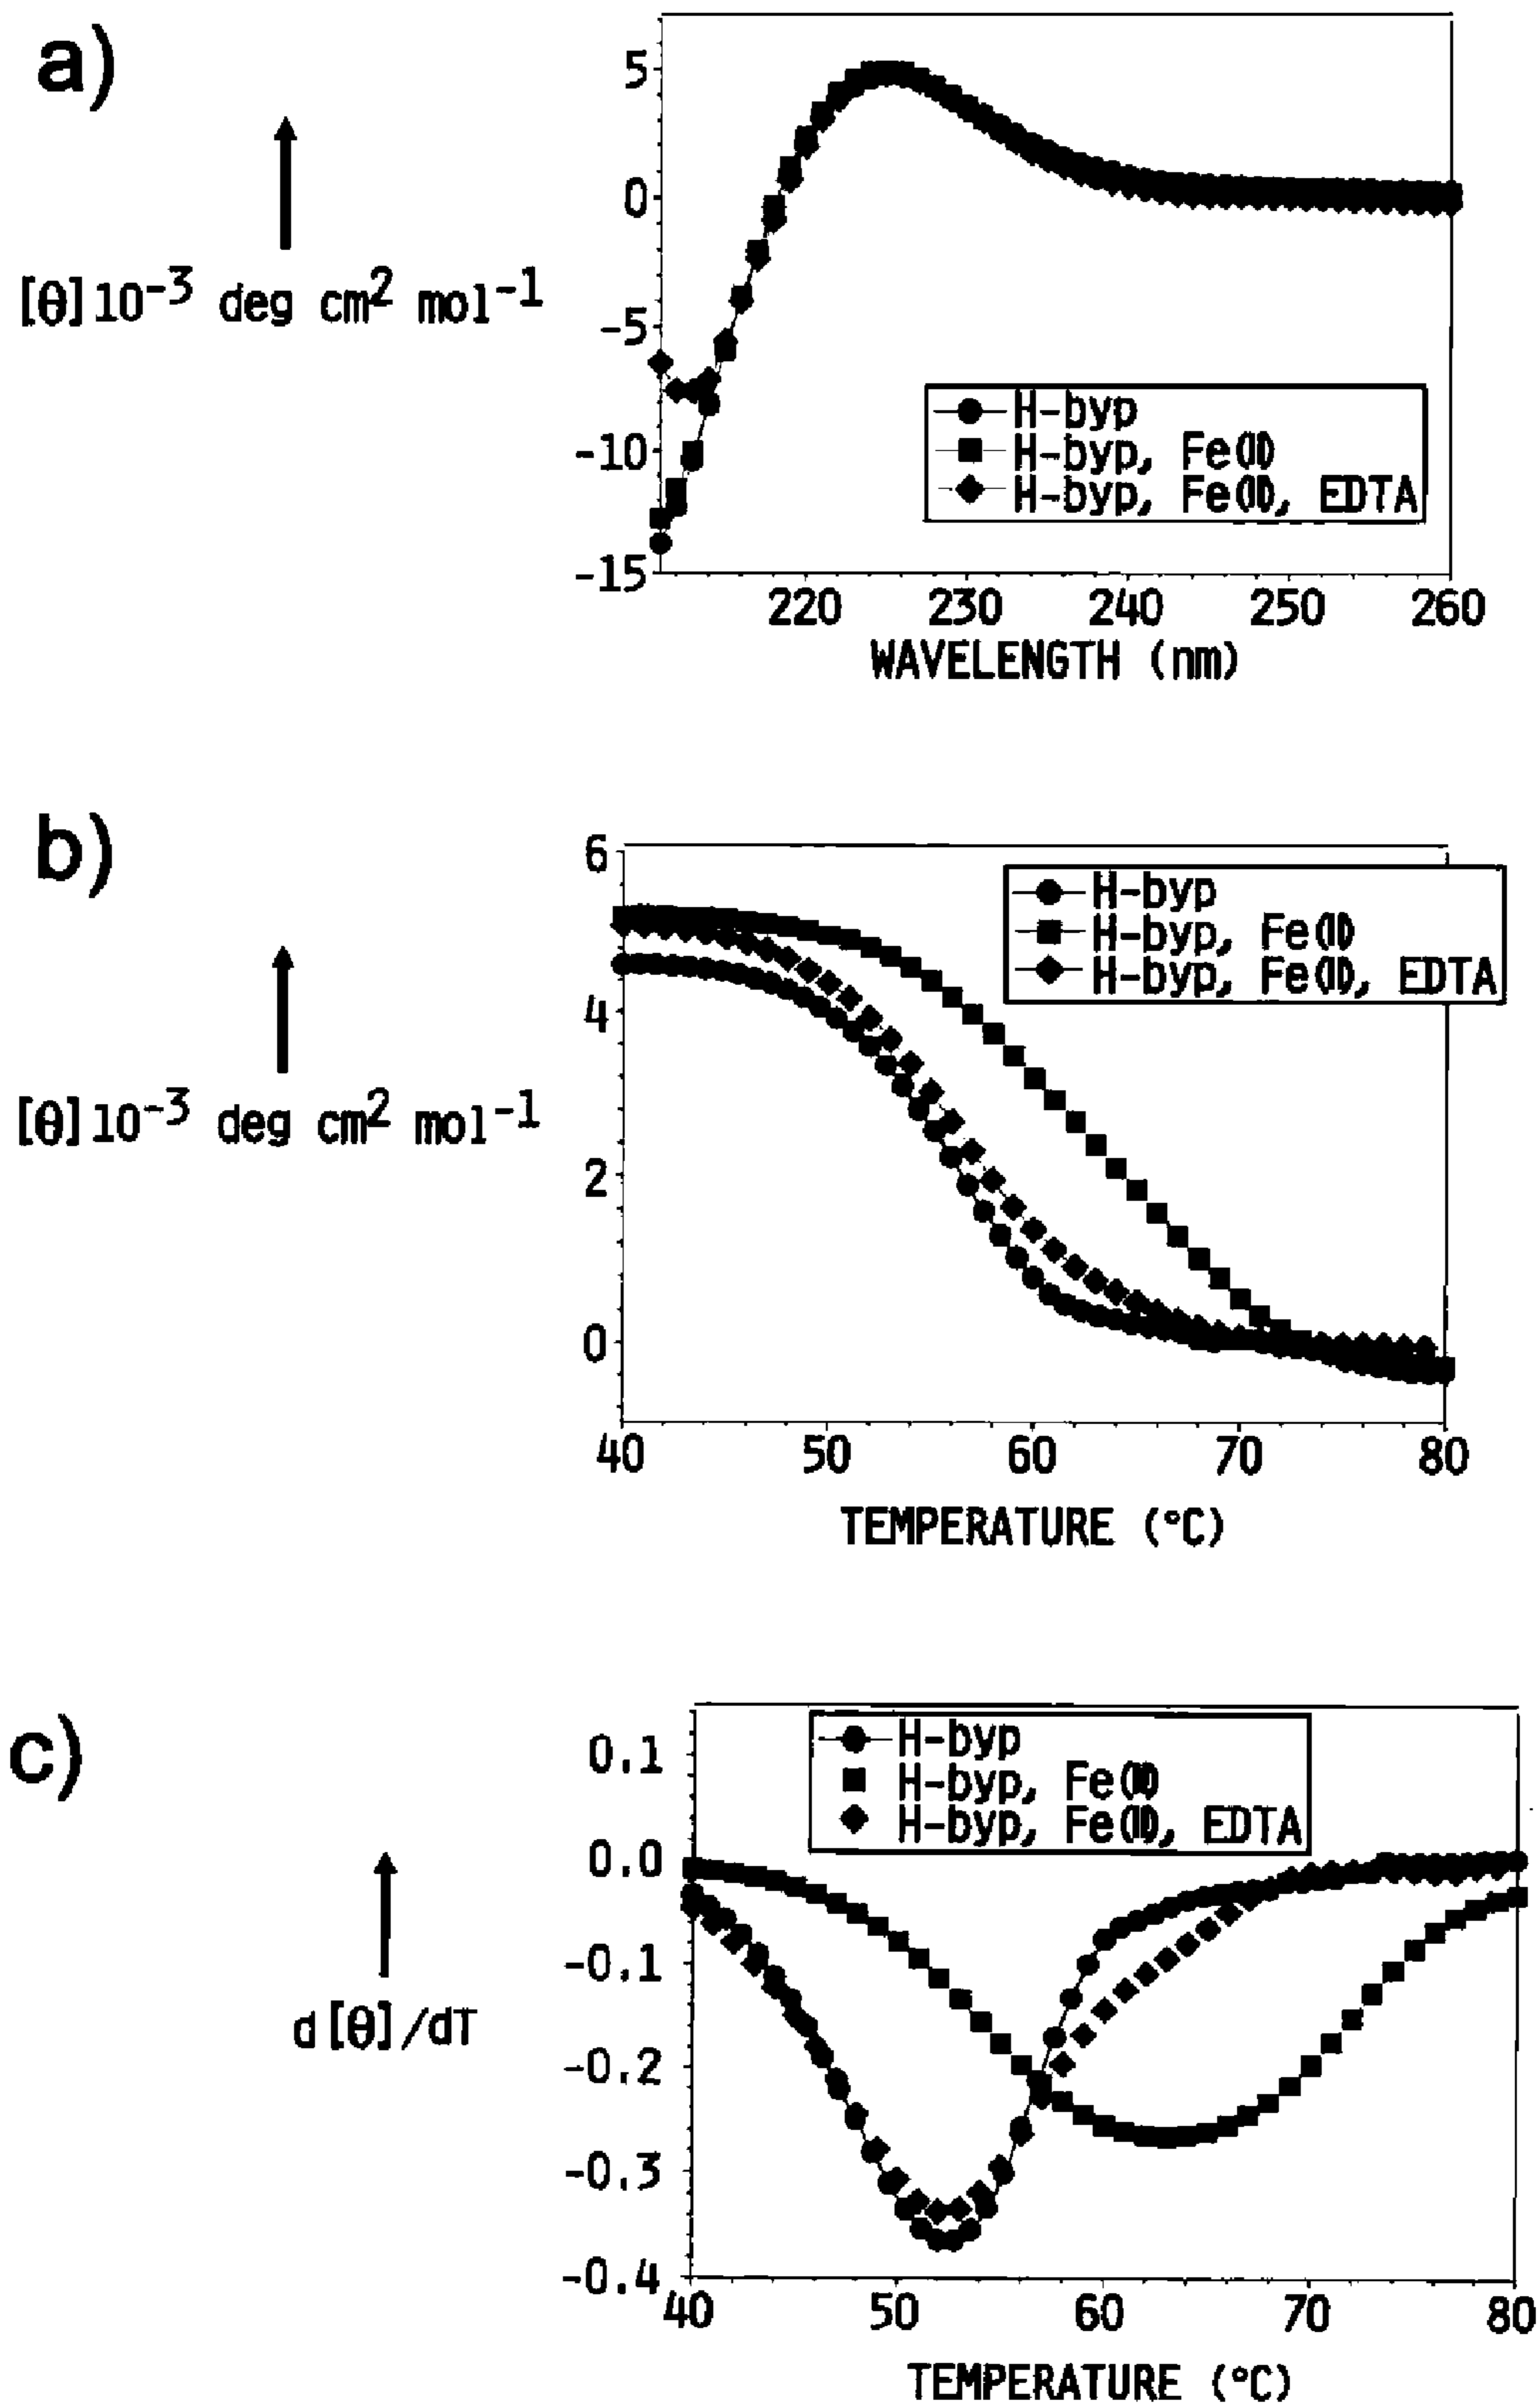 a)
5
0
-5
-10
-15
[θ]10⁻³ deg cm² mol⁻¹
H-byp
H-byp, Fe(II)
H-byp, Fe(II), EDTA
220 230 240 250 260
WAVELENGTH (nm)
b)
6
4
2
0
[θ]10⁻³ deg cm² mol⁻¹
H-byp
H-byp, Fe(II)
H-byp, Fe(II), EDTA
40 50 60 70 80
TEMPERATURE (°C)
c)
0.1
0.0
-0.1
-0.2
-0.3
-0.4
d[θ]/dT
H-byp
H-byp, Fe(II)
H-byp, Fe(II), EDTA
40 50 60 70 80
TEMPERATURE (°C)